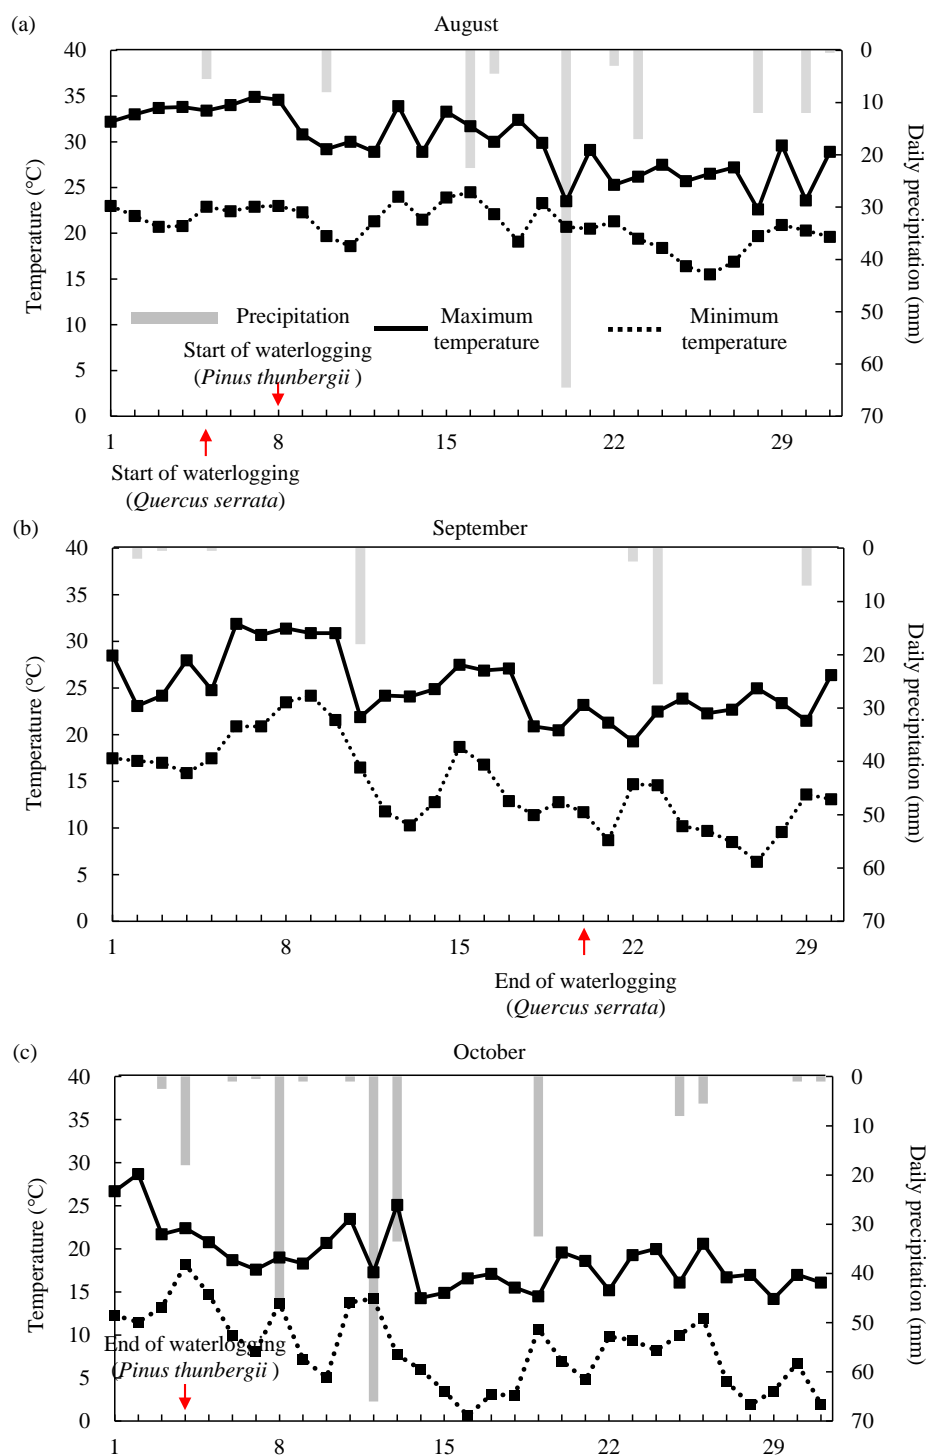 (a)
August
40
35
30
25
20
15
10
5
0
Temperature (°C)
0
10
20
30
40
50
60
70
Daily precipitation (mm)
Precipitation
Maximum
temperature
Minimum
temperature
Start of waterlogging
(Pinus thunbergii )
1
8
15
22
29
Start of waterlogging
(Quercus serrata)
(b)
September
40
35
30
25
20
15
10
5
0
Temperature (°C)
0
10
20
30
40
50
60
70
Daily precipitation (mm)
1
8
15
22
29
End of waterlogging
(Quercus serrata)
(c)
October
40
35
30
25
20
15
10
5
0
Temperature (°C)
0
10
20
30
40
50
60
70
Daily precipitation (mm)
End of waterlogging
(Pinus thunbergii )
1
8
15
22
29